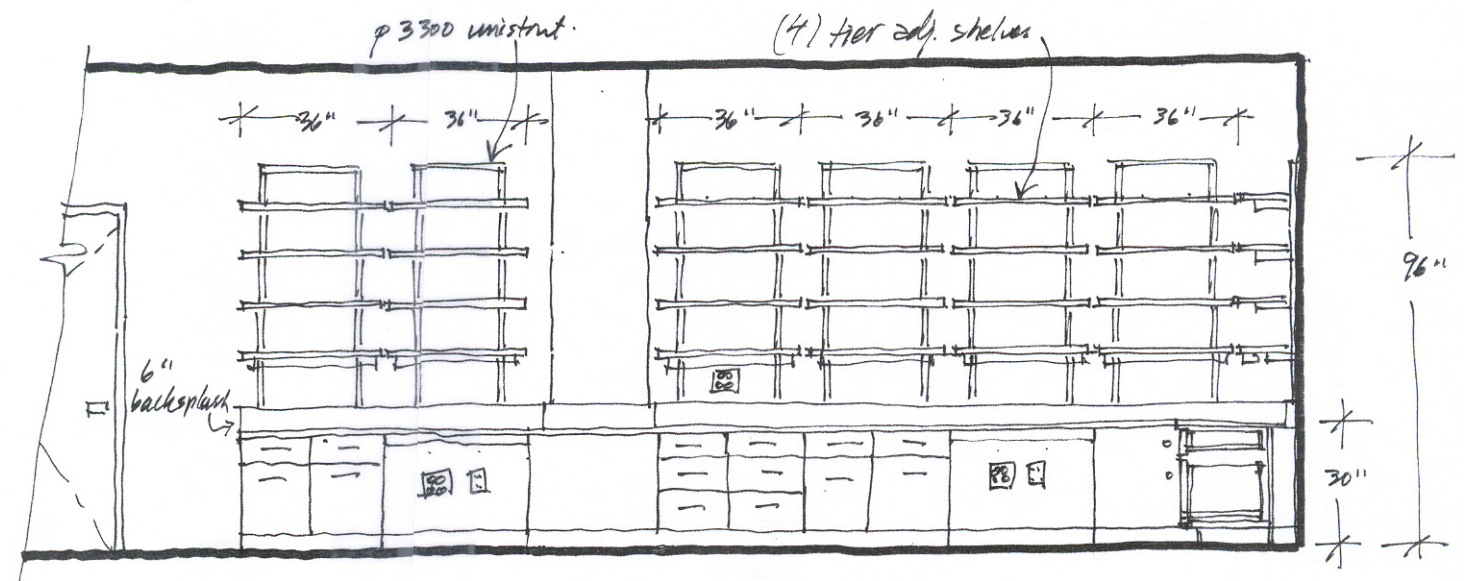 p 3300 unistrut.
(4) tier adj. shelves
36" 36" 36" 36" 36" 36"
96"
6"
backsplash
30"